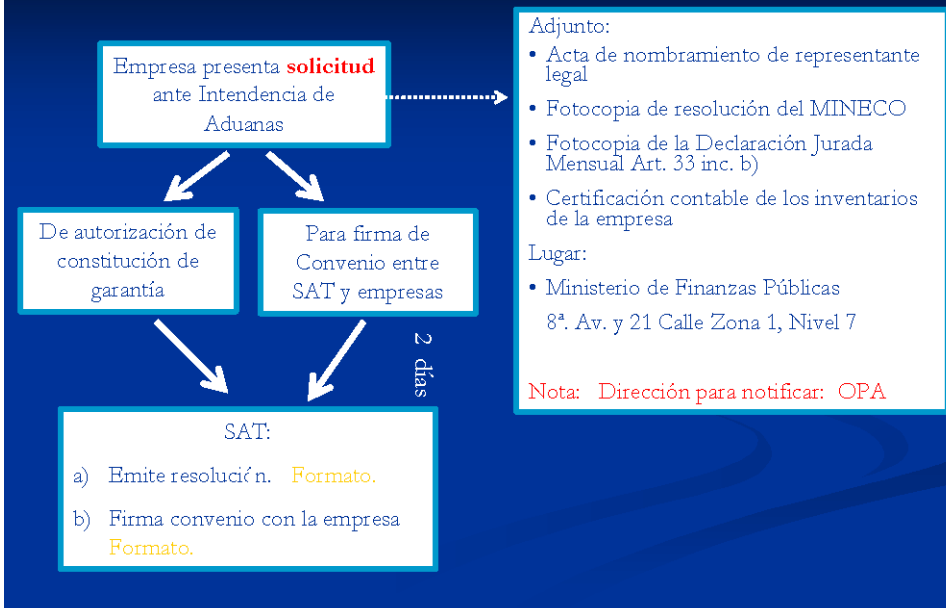 Empresa presenta solicitud
ante Intendencia de
Aduanas
De autorización de
constitución de
garantía
Para firma de
Convenio entre
SAT y empresas
2 días
SAT:
a) Emite resolución. Formato.
b) Firma convenio con la empresa
Formato.
Adjunto:
• Acta de nombramiento de representante
legal
• Fotocopia de resolución del MINECO
• Fotocopia de la Declaración Jurada
Mensual Art. 33 inc. b)
• Certificación contable de los inventarios
de la empresa
Lugar:
• Ministerio de Finanzas Públicas
8ª. Av. y 21 Calle Zona 1, Nivel 7
Nota: Dirección para notificar: OPA